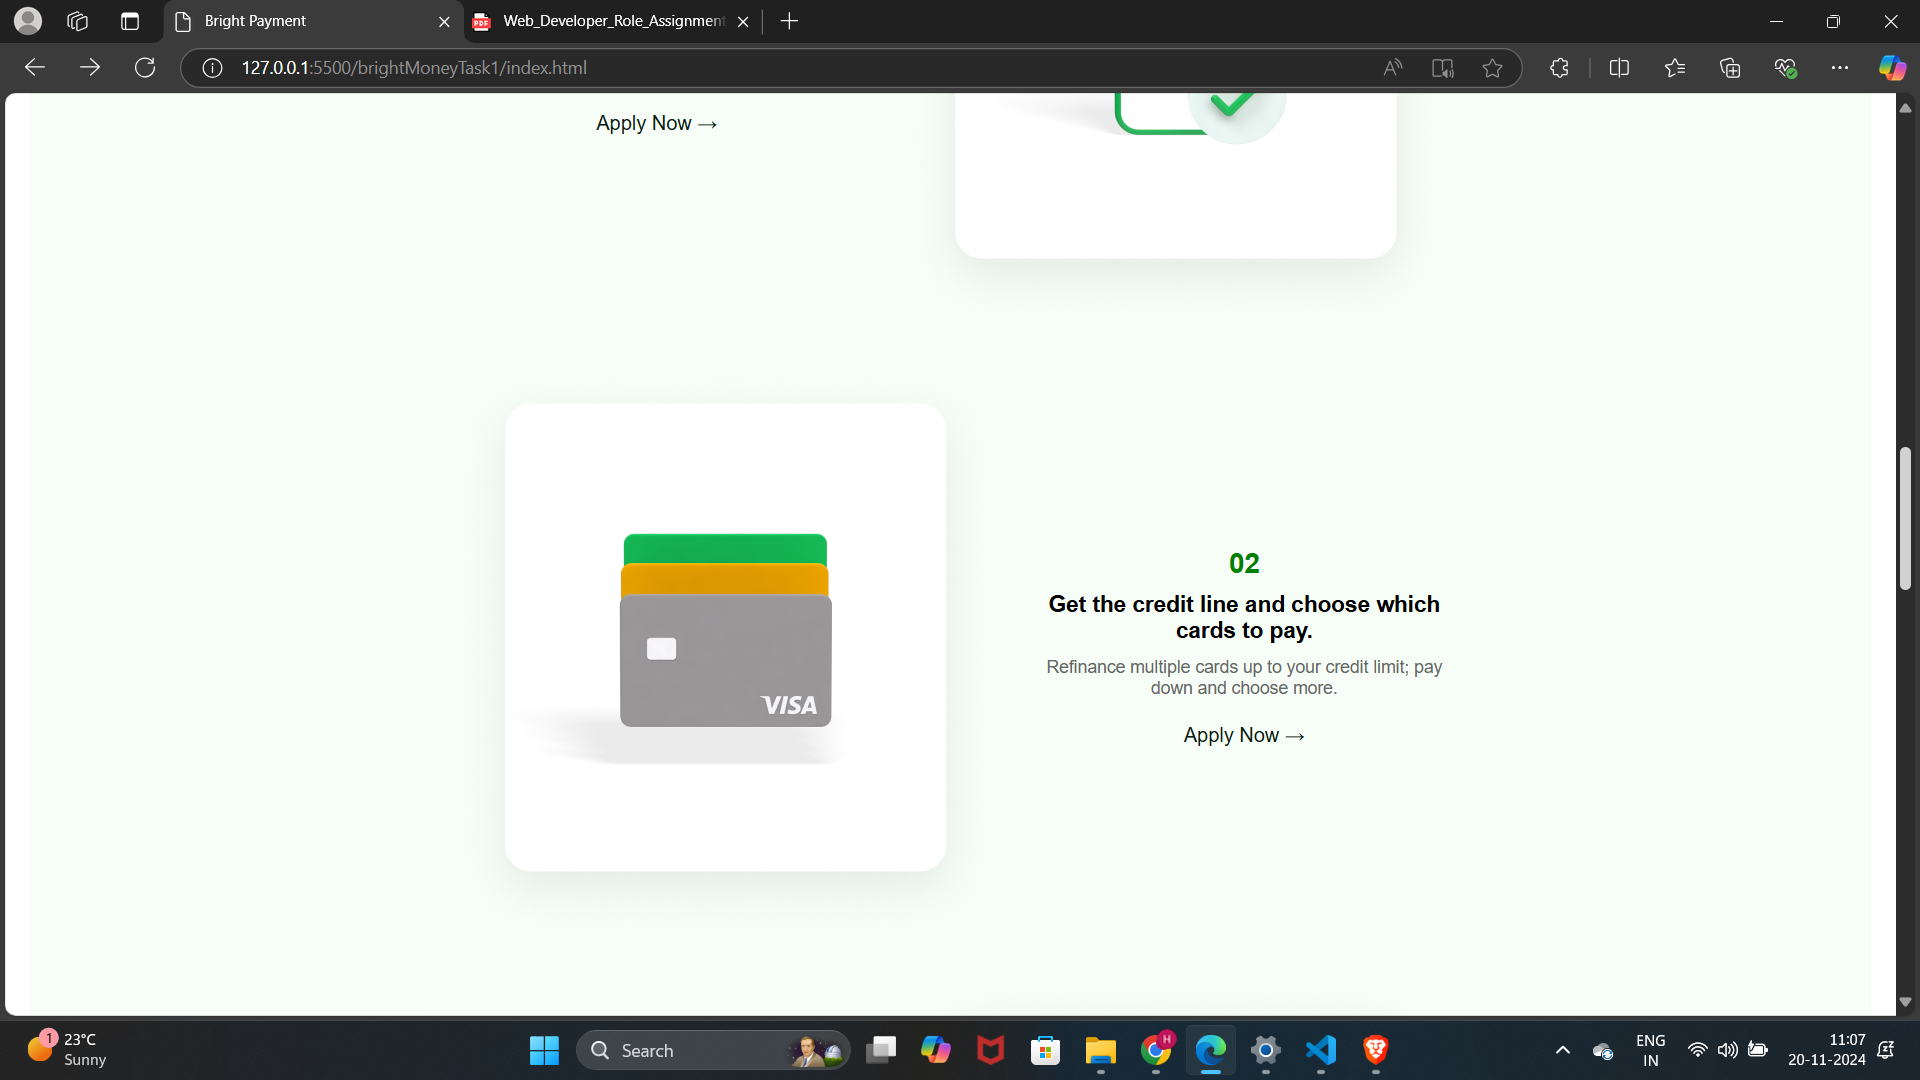 Bright Payment
Web_Developer_Role_Assignment
127.0.0.1:5500/brightMoneyTask1/index.html
Apply Now →
VISA
02
Get the credit line and choose which
cards to pay.
Refinance multiple cards up to your credit limit; pay
down and choose more.
Apply Now →
1
23°C
Sunny
Search
H
ENG
IN
11:07
20-11-2024